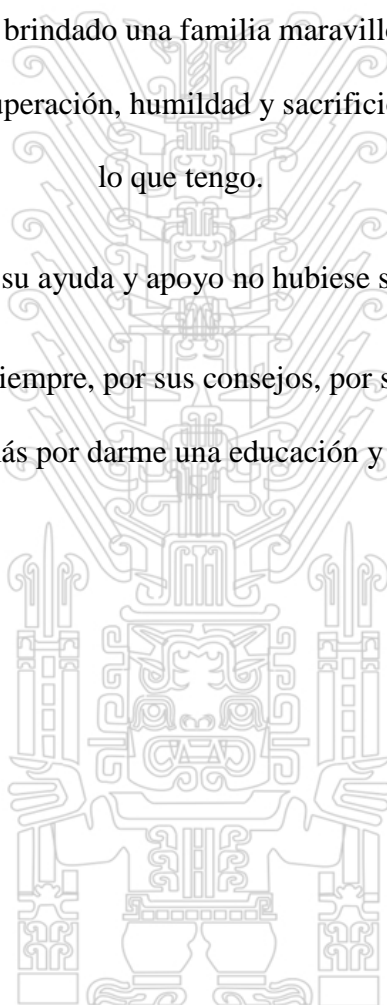 brindado una familia maravill
peración, humildad y sacrifici
lo que tengo.
su ayuda y apoyo no hubiese s
iempre, por sus consejos, por s
ás por darme una educación y